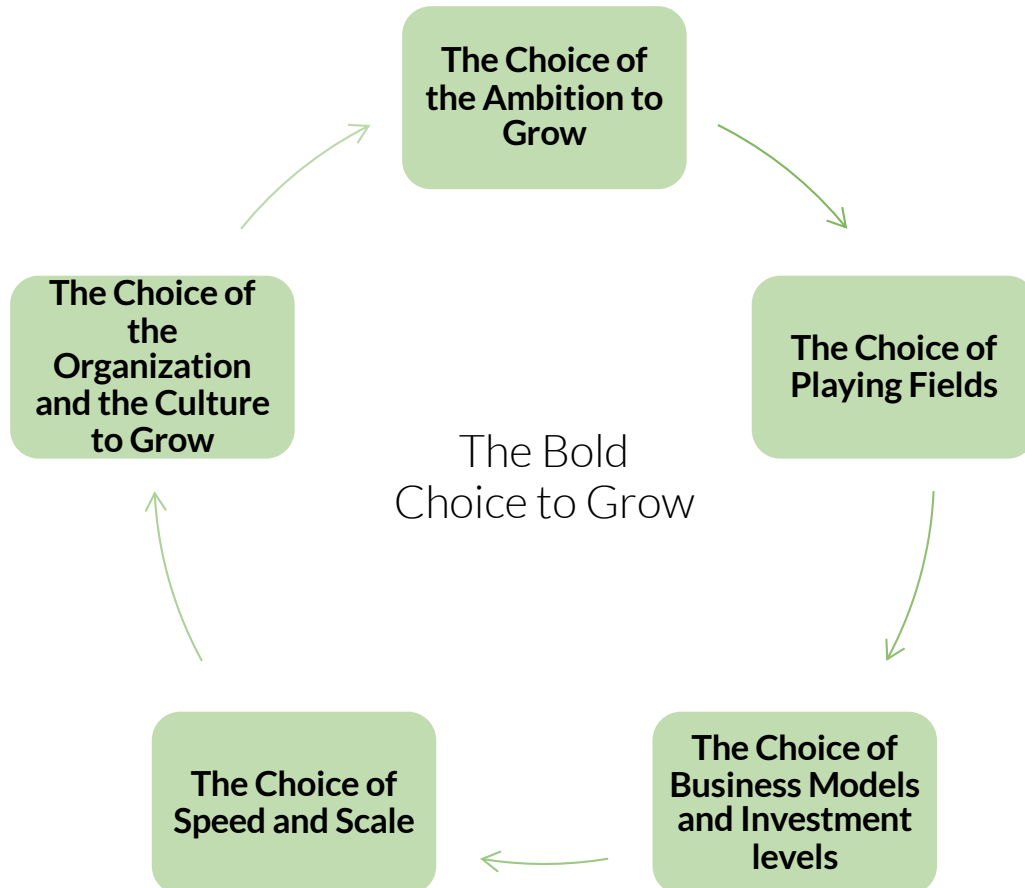 The Choice of
the Ambition to
Grow
The Choice of
Playing Fields
The Choice of
Business Models
and Investment
levels
The Choice of
Speed and Scale
The Choice of
the
Organization
and the Culture
to Grow
The Bold
Choice to Grow